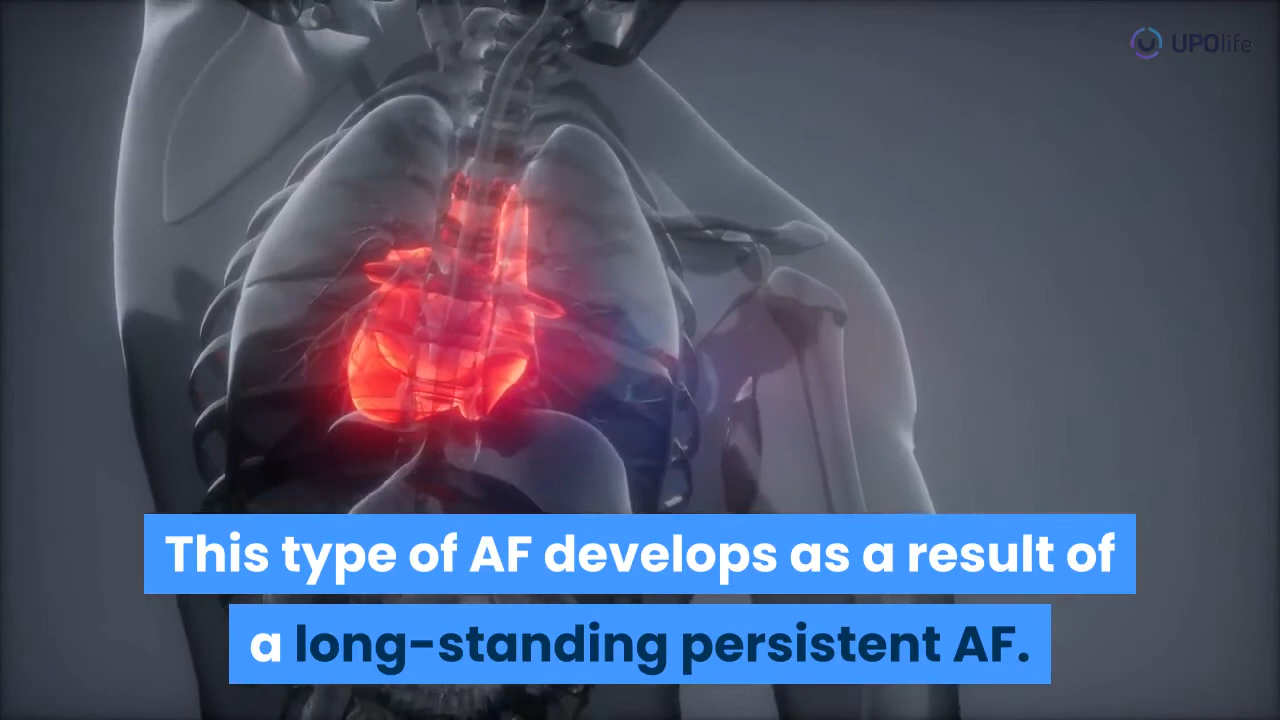 UPOlife
This type of AF develops as a result of
a long-standing persistent AF.